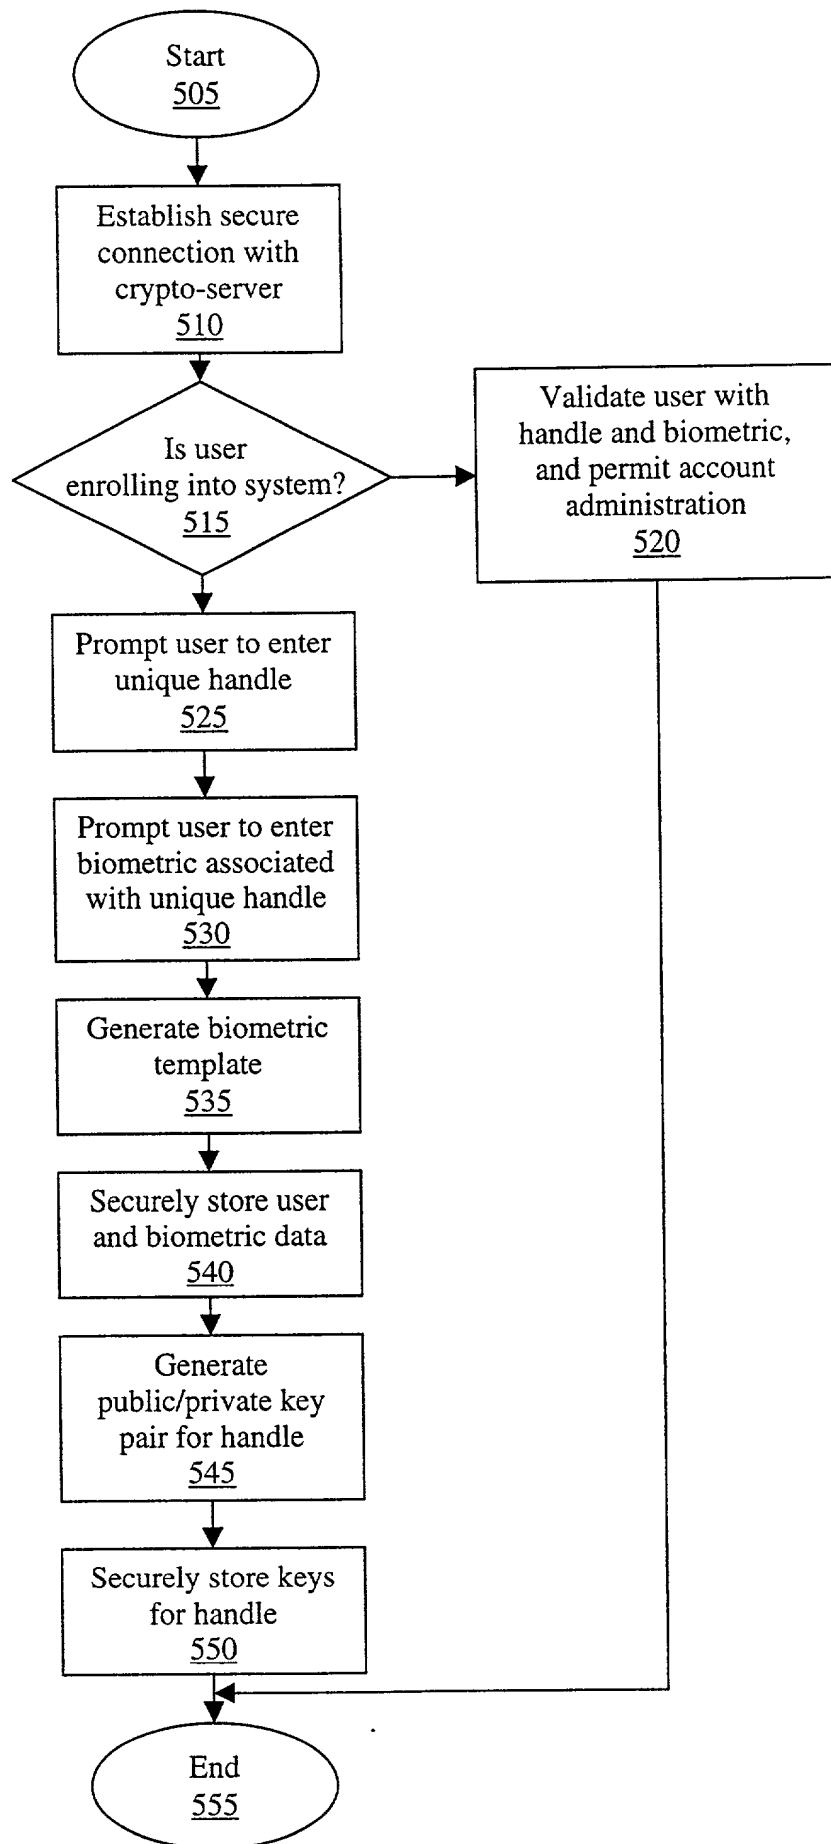 Start
505
Establish secure
connection with
crypto-server
510
Is user
enrolling into system?
515
Validate user with
handle and biometric,
and permit account
administration
520
Prompt user to enter
unique handle
525
Prompt user to enter
biometric associated
with unique handle
530
Generate biometric
template
535
Securely store user
and biometric data
540
Generate
public/private key
pair for handle
545
Securely store keys
for handle
550
End
555